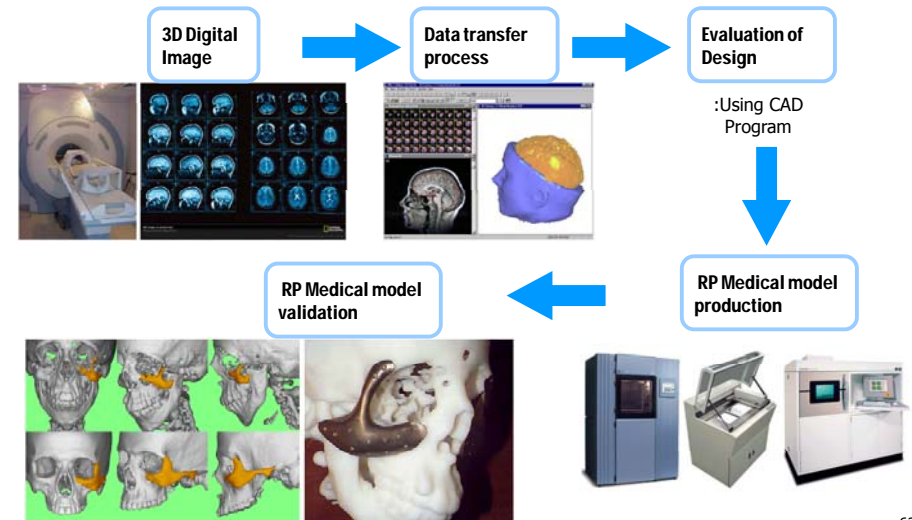 3D Digital
Image
Data transfer
process
Evaluation of
Design
:Using CAD
Program
RP Medical model
production
RP Medical model
validation